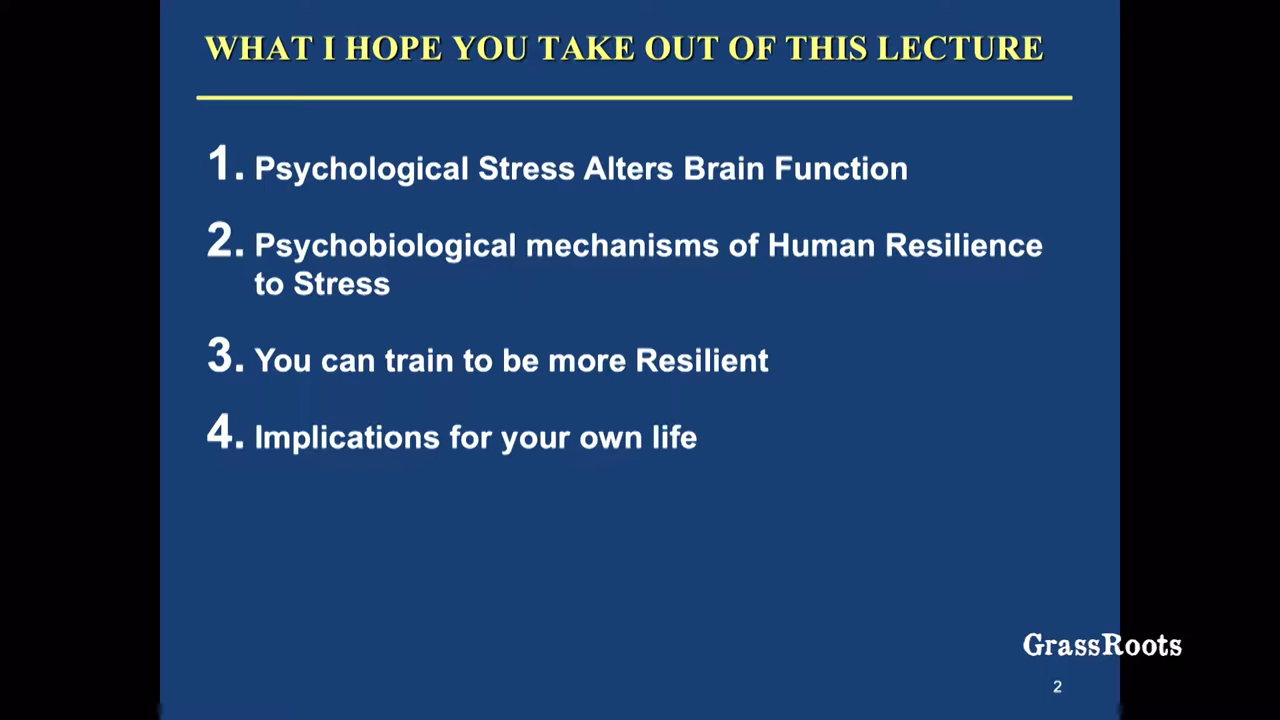 WHAT I HOPE YOU TAKE OUT OF THIS LECTURE
1. Psychological Stress Alters Brain Function
2. Psychobiological mechanisms of Human Resilience
to Stress
3. You can train to be more Resilient
4. Implications for your own life
GrassRoots
2